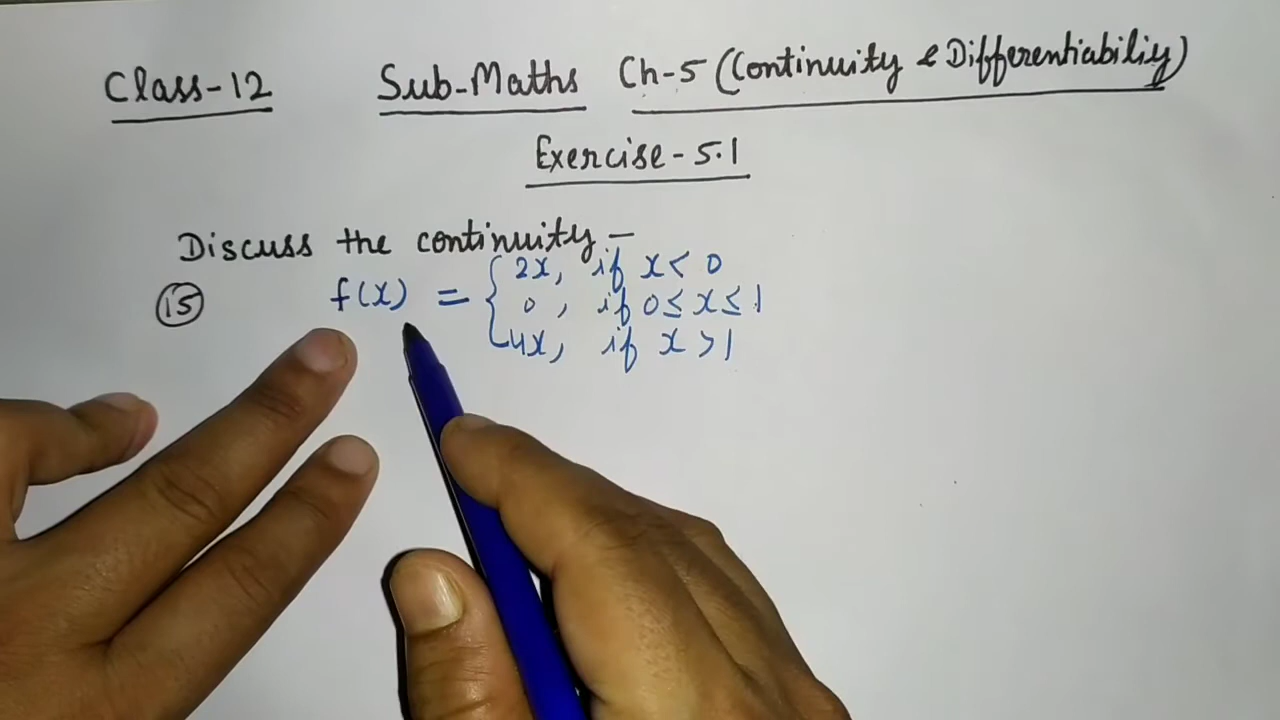 Class-12 Sub-Maths Ch-5 (Continuity & Differentiabiliy)
Exercise-5.1
Discuss the continuity-
15 f(x) = { 2x, if x < 0
0, if 0 ≤ x ≤ 1
4x, if x > 1